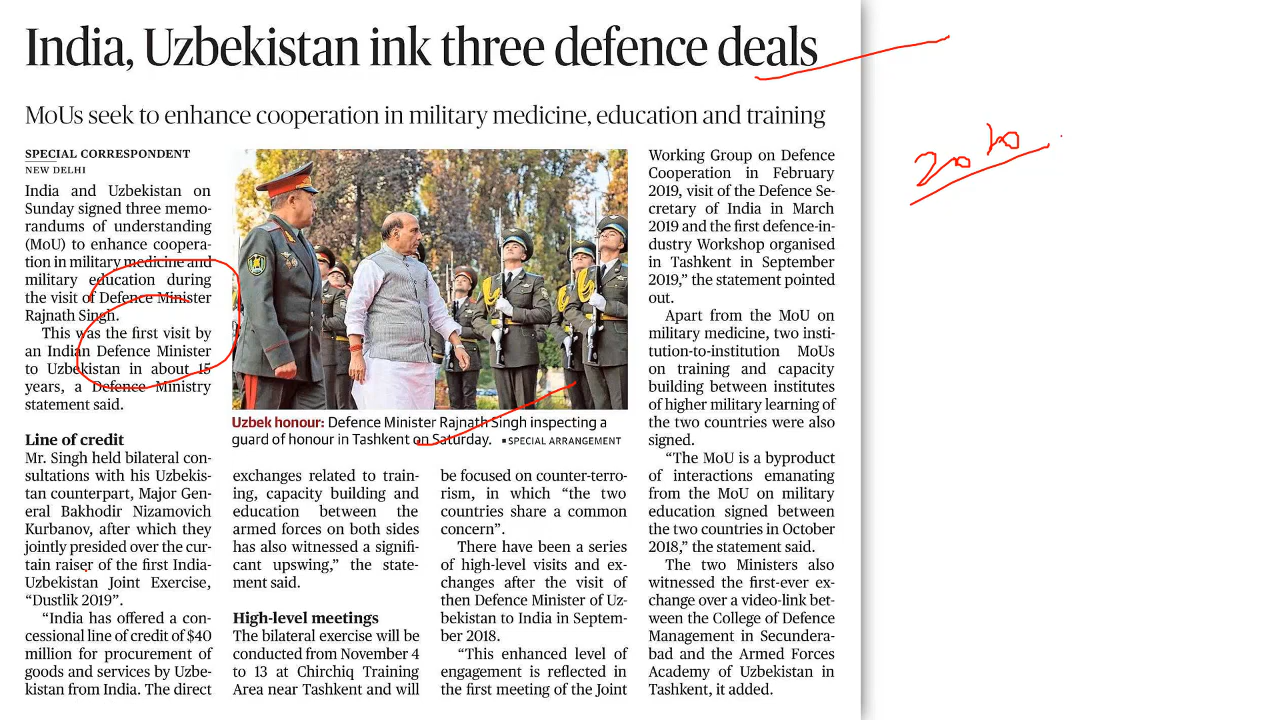 India, Uzbekistan ink three defence deals
MoUs seek to enhance cooperation in military medicine, education and training
SPECIAL CORRESPONDENT
NEW DELHI
India and Uzbekistan on
Sunday signed three memo-
randums of understanding
(MoU) to enhance coopera-
tion in military medicine and
military education during
the visit of Defence Minister
Rajnath Singh.
This was the first visit by
an Indian Defence Minister
to Uzbekistan in about 15
years, a Defence Ministry
statement said.
Line of credit
Mr. Singh held bilateral con-
sultations with his Uzbekis-
tan counterpart, Major Gen-
eral Bakhodir Nizamovich
Kurbanov, after which they
jointly presided over the cur-
tain raiser of the first India-
Uzbekistan Joint Exercise,
“Dustlik 2019”.
“India has offered a con-
cessional line of credit of $40
million for procurement of
goods and services by Uzbe-
kistan from India. The direct
Uzbek honour: Defence Minister Rajnath Singh inspecting a
guard of honour in Tashkent on Saturday. ▪SPECIAL ARRANGEMENT
exchanges related to train-
ing, capacity building and
education between the
armed forces on both sides
has also witnessed a signifi-
cant upswing,” the state-
ment said.
High-level meetings
The bilateral exercise will be
conducted from November 4
to 13 at Chirchiq Training
Area near Tashkent and will
be focused on counter-terro-
rism, in which “the two
countries share a common
concern”.
There have been a series
of high-level visits and ex-
changes after the visit of
then Defence Minister of Uz-
bekistan to India in Septem-
ber 2018.
“This enhanced level of
engagement is reflected in
the first meeting of the Joint
Working Group on Defence
Cooperation in February
2019, visit of the Defence Se-
cretary of India in March
2019 and the first defence-in-
dustry Workshop organised
in Tashkent in September
2019,” the statement pointed
out.
Apart from the MoU on
military medicine, two insti-
tution-to-institution MoUs
on training and capacity
building between institutes
of higher military learning of
the two countries were also
signed.
“The MoU is a byproduct
of interactions emanating
from the MoU on military
education signed between
the two countries in October
2018,” the statement said.
The two Ministers also
witnessed the first-ever ex-
change over a video-link bet-
ween the College of Defence
Management in Secundera-
bad and the Armed Forces
Academy of Uzbekistan in
Tashkent, it added.